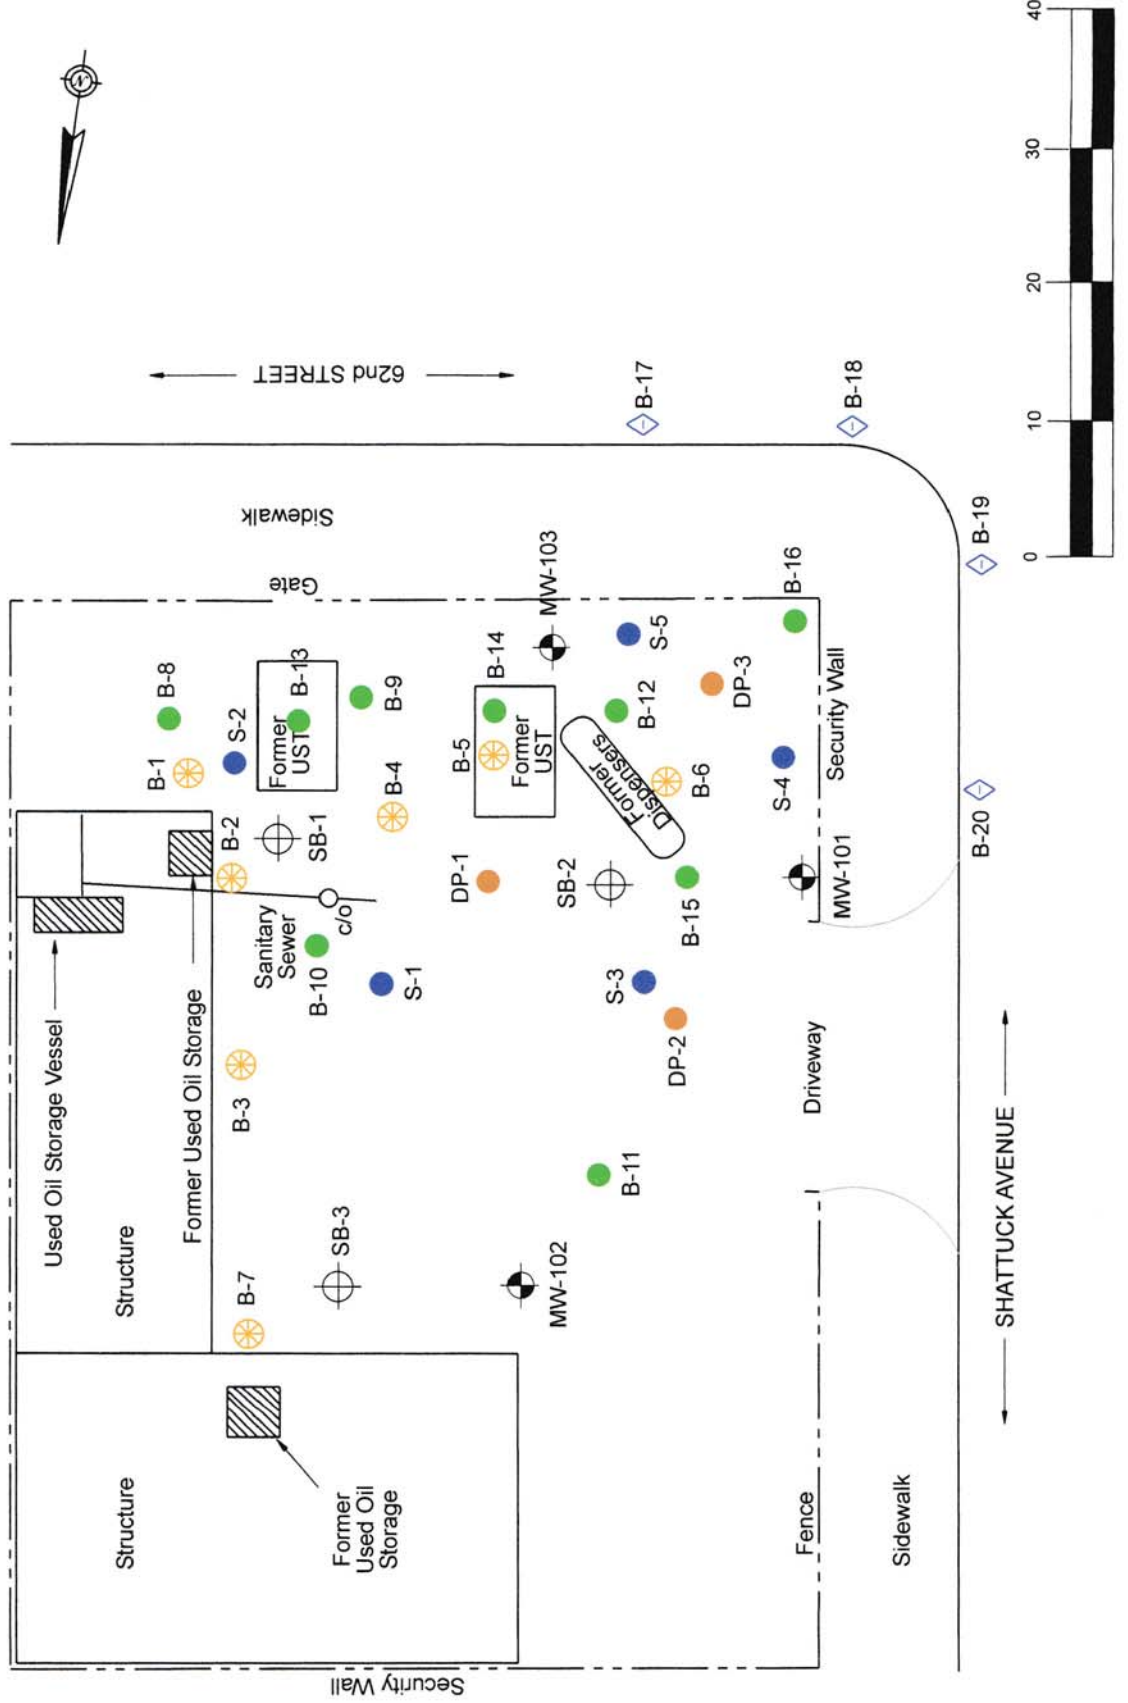 N
40
30
20
10
0
62nd STREET
B-17
B-18
B-19
B-20
Sidewalk
Gate
MW-103
S-5
B-16
B-8
B-13
B-9
B-14
B-12
DP-3
Security Wall
S-2
Former
UST
B-1
B-4
B-5
Former
UST
Former
Dispensers
B-6
S-4
B-2
SB-1
DP-1
SB-2
B-15
MW-101
Sanitary
Sewer
c/o
B-10
S-1
S-3
DP-2
Used Oil Storage Vessel
Former Used Oil Storage
B-3
Driveway
B-11
Structure
B-7
SB-3
MW-102
SHATTUCK AVENUE
Structure
Former
Used Oil
Storage
Fence
Sidewalk
Security Wall